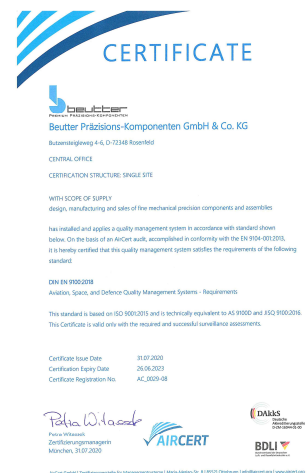 CERTIFICATE
beutter
PREMIUM PRÄZISIONS-KOMPONENTEN
Beutter Präzisions-Komponenten GmbH & Co. KG
Butzensteigleweg 4-6, D-72348 Rosenfeld
CENTRAL OFFICE
CERTIFICATION STRUCTURE: SINGLE SITE
WITH SCOPE OF SUPPLY
design, manufacturing and sales of fine mechanical precision components and assemblies
has installed and applies a quality management system in accordance with standard shown
below. On the basis of an AirCert audit, accomplished in conformity with the EN 9104-001:2013,
it is hereby certified that this quality management system satisfies the requirements of the following
standard:
DIN EN 9100:2018
Aviation, Space, and Defence Quality Management Systems - Requirements
This standard is based on ISO 9001:2015 and is technically equivalent to AS 9100D and JISQ 9100:2016.
This Certificate is valid only with the required and successful surveillance assessments.
Certificate Issue Date 31.07.2020
Certification Expiry Date 26.06.2023
Certificate Registration No. AC_0029-08
Petra Witassek
Petra Witassek
Zertifizierungsmanagerin
München, 31.07.2020
AIRCERT
DAkkS
Deutsche
Akkreditierungsstelle
BDLI